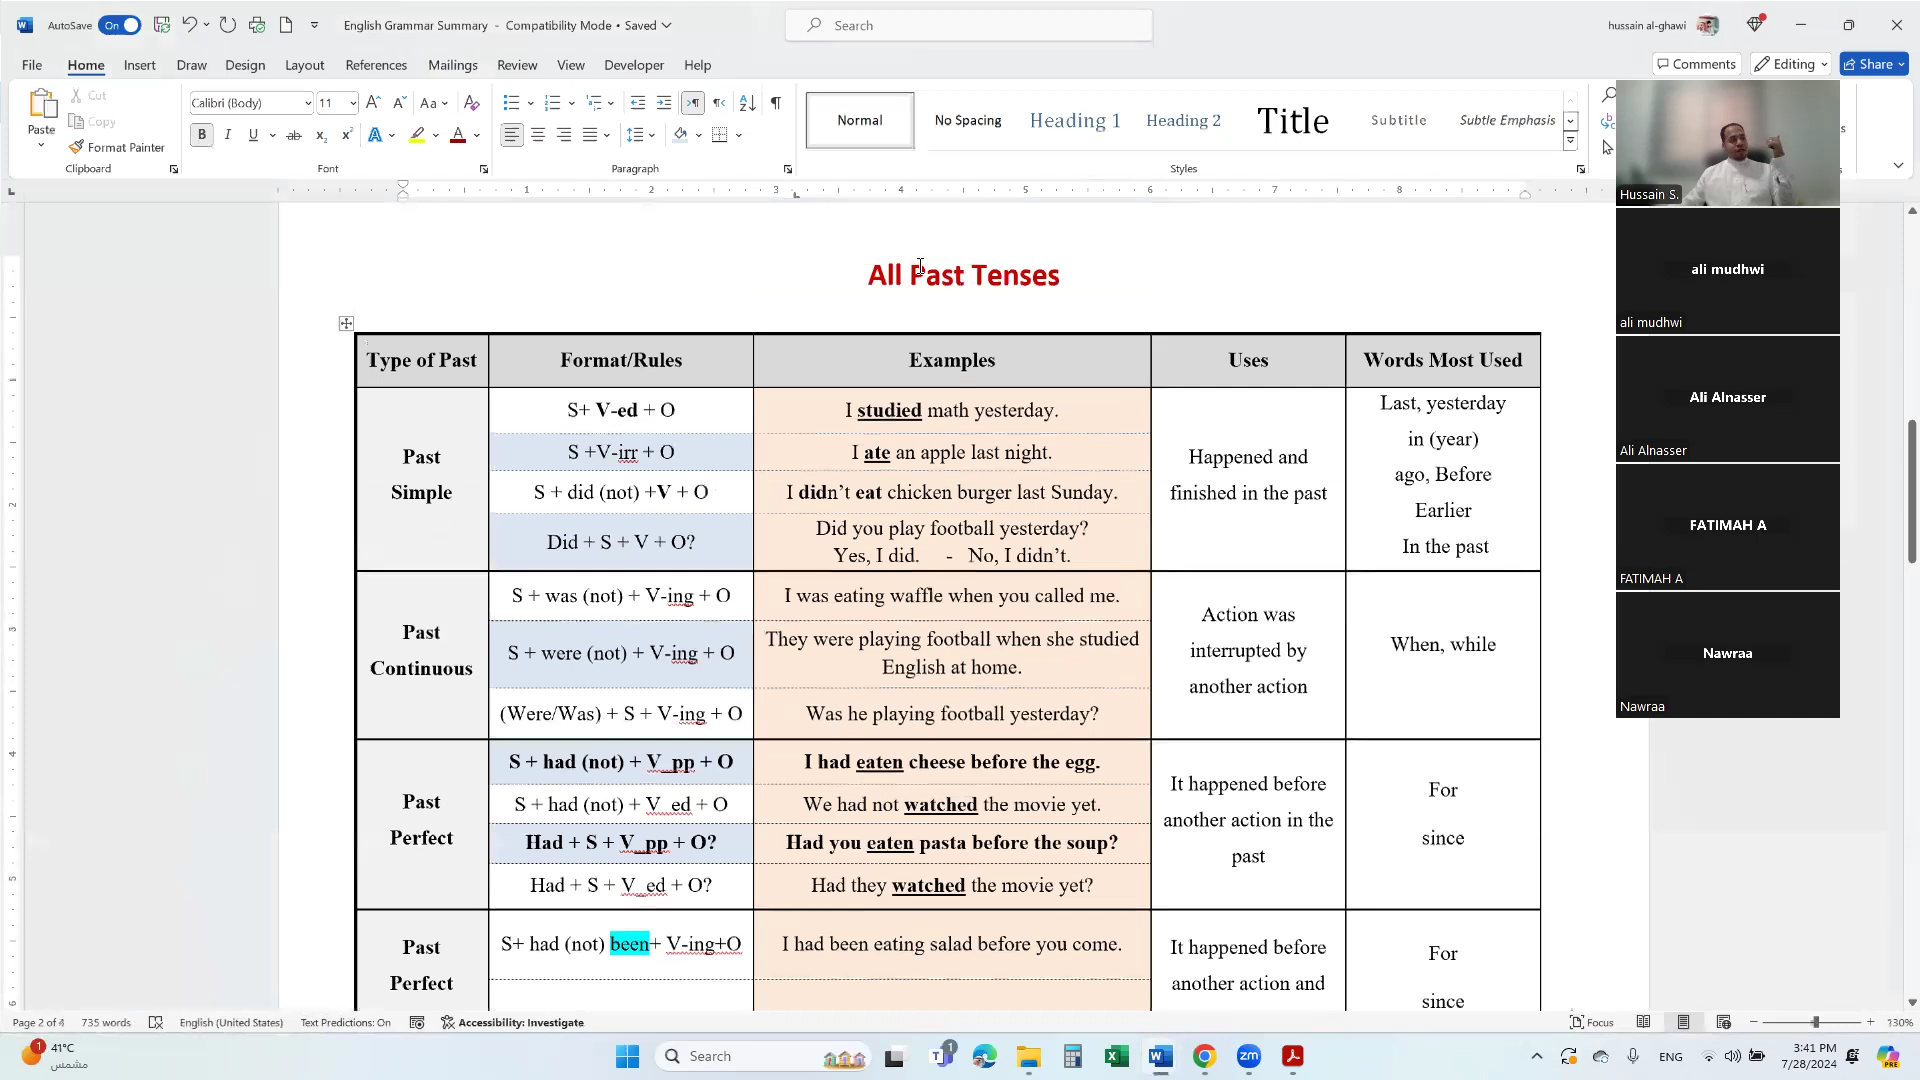 AutoSave On English Grammar Summary - Compatibility Mode • Saved Search hussain al-ghawi
File Home Insert Draw Design Layout References Mailings Review View Developer Help Comments Editing Share
Paste Cut Copy Format Painter
Calibri (Body) 11
Normal No Spacing Heading 1 Heading 2 Title Subtitle Subtle Emphasis
Clipboard Font Paragraph Styles
1 2 3 4 5 6 7 8
All Past Tenses
Type of Past Format/Rules Examples Uses Words Most Used
Past Simple
S+ V-ed + O
I studied math yesterday.
S +V-irr + O
I ate an apple last night.
S + did (not) +V + O
I didn't eat chicken burger last Sunday.
Did + S + V + O?
Did you play football yesterday?
Yes, I did. - No, I didn't.
Happened and
finished in the past
Last, yesterday
in (year)
ago, Before
Earlier
In the past
Past
Continuous
S + was (not) + V-ing + O
I was eating waffle when you called me.
S + were (not) + V-ing + O
They were playing football when she studied
English at home.
(Were/Was) + S + V-ing + O
Was he playing football yesterday?
Action was
interrupted by
another action
When, while
Past
Perfect
S + had (not) + V_pp + O
I had eaten cheese before the egg.
S + had (not) + V_ed + O
We had not watched the movie yet.
Had + S + V_pp + O?
Had you eaten pasta before the soup?
Had + S + V_ed + O?
Had they watched the movie yet?
It happened before
another action in the
past
For
since
Past
Perfect
S+ had (not) been+ V-ing+O
I had been eating salad before you come.
It happened before
another action and
For
since
Hussain S.
ali mudhwi
ali mudhwi
Ali Alnasser
Ali Alnasser
FATIMAH A
FATIMAH A
Nawraa
Nawraa
Page 2 of 4 735 words English (United States) Text Predictions: On Accessibility: Investigate Focus 130%
41°C
مشمس
Search
ENG
3:41 PM
7/28/2024